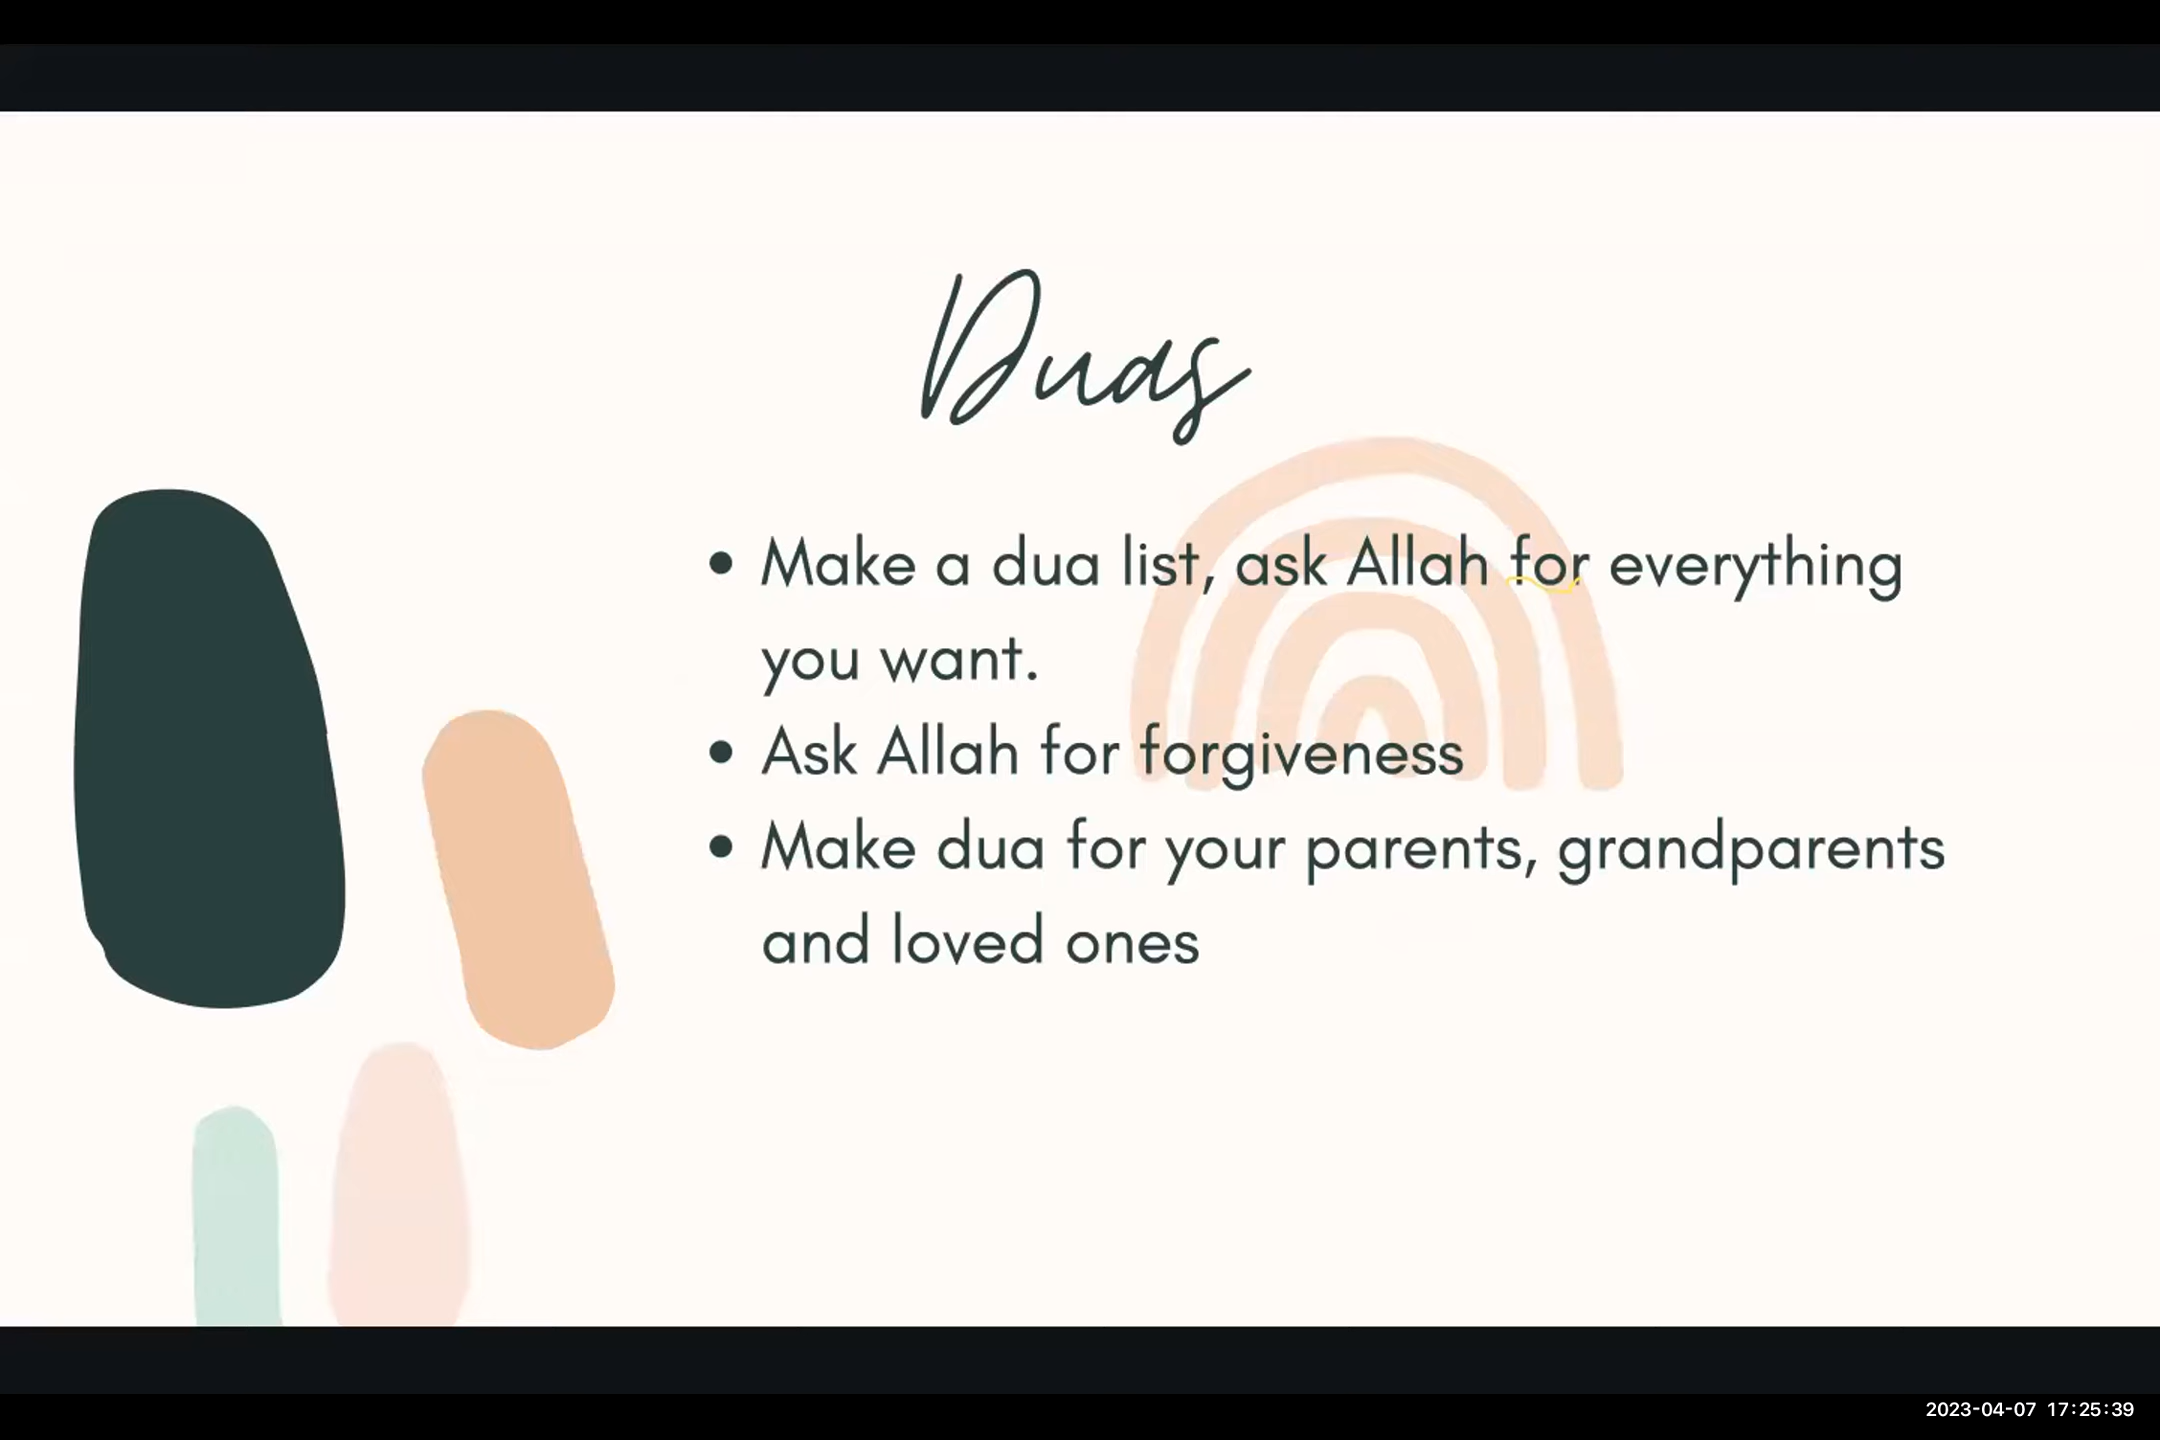 Duas
• Make a dua list, ask Allah for everything
you want.
• Ask Allah for forgiveness
• Make dua for your parents, grandparents
and loved ones
2023-04-07 17:25:39